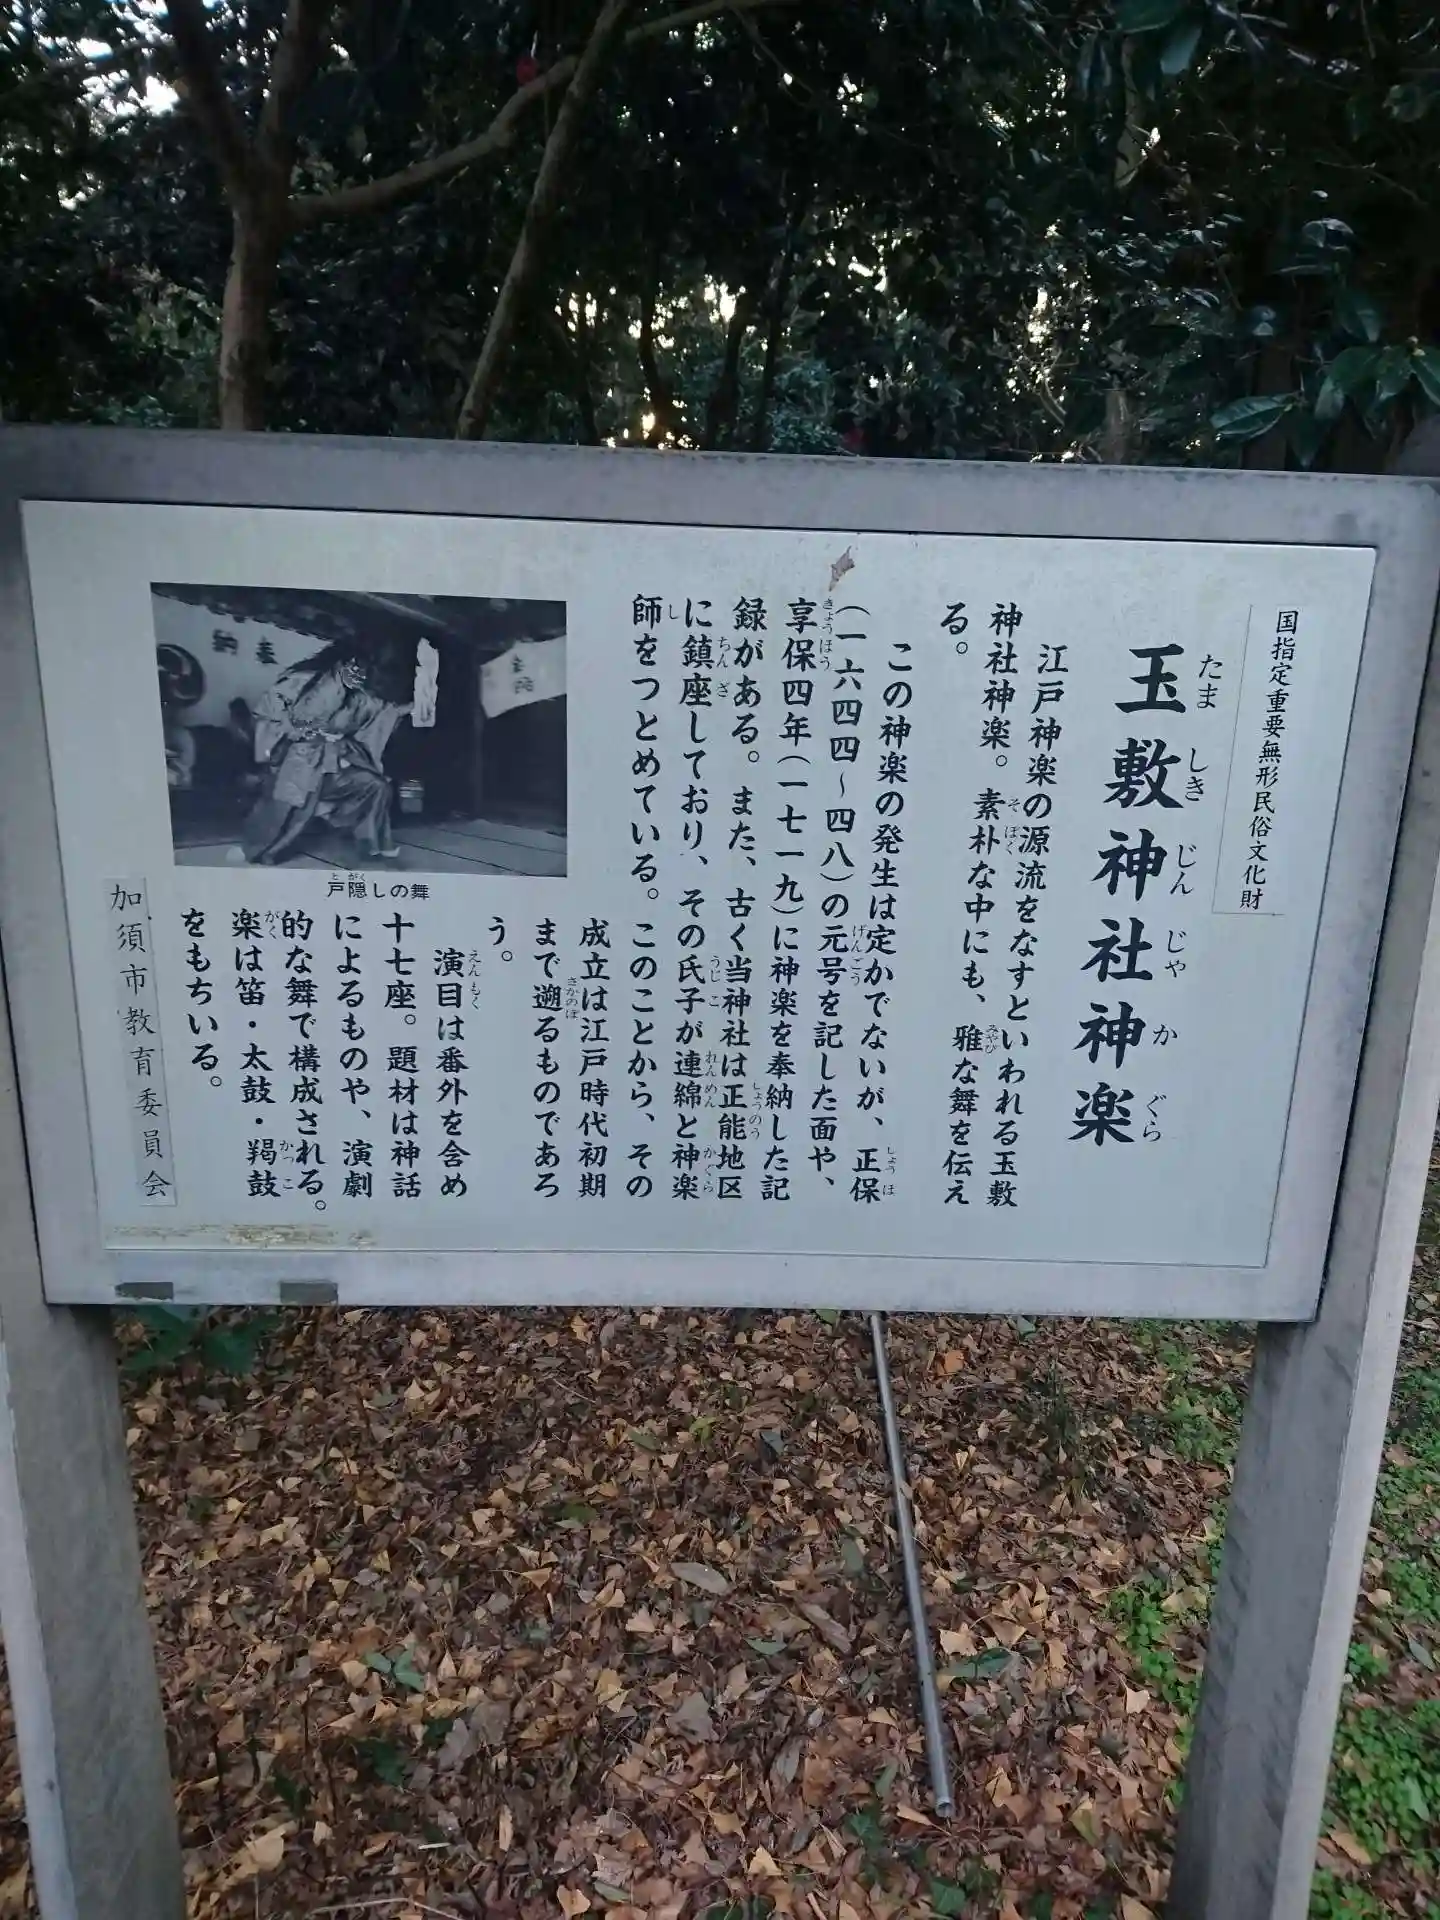 国指定重要無形民俗文化財
玉敷神社神楽
たましきじんじゃかぐら
江戸神楽の源流をなすといわれる玉敷
神社神楽。素朴な中にも、雅な舞を伝え
る。
この神楽の発生は定かでないが、正保
(一六四四~四八)の元号を記した面や、
享保四年(一七一九)に神楽を奉納した記
録がある。また、古く当神社は正能地区
に鎮座しており、その氏子が連綿と神楽
師をつとめている。このことから、その
成立は江戸時代初期
まで遡るものであろ
う。
演目は番外を含め
十七座。題材は神話
によるものや、演劇
的な舞で構成される。
楽は笛・太鼓・羯鼓
をもちいる。
戸隠しの舞
加須市教育委員会